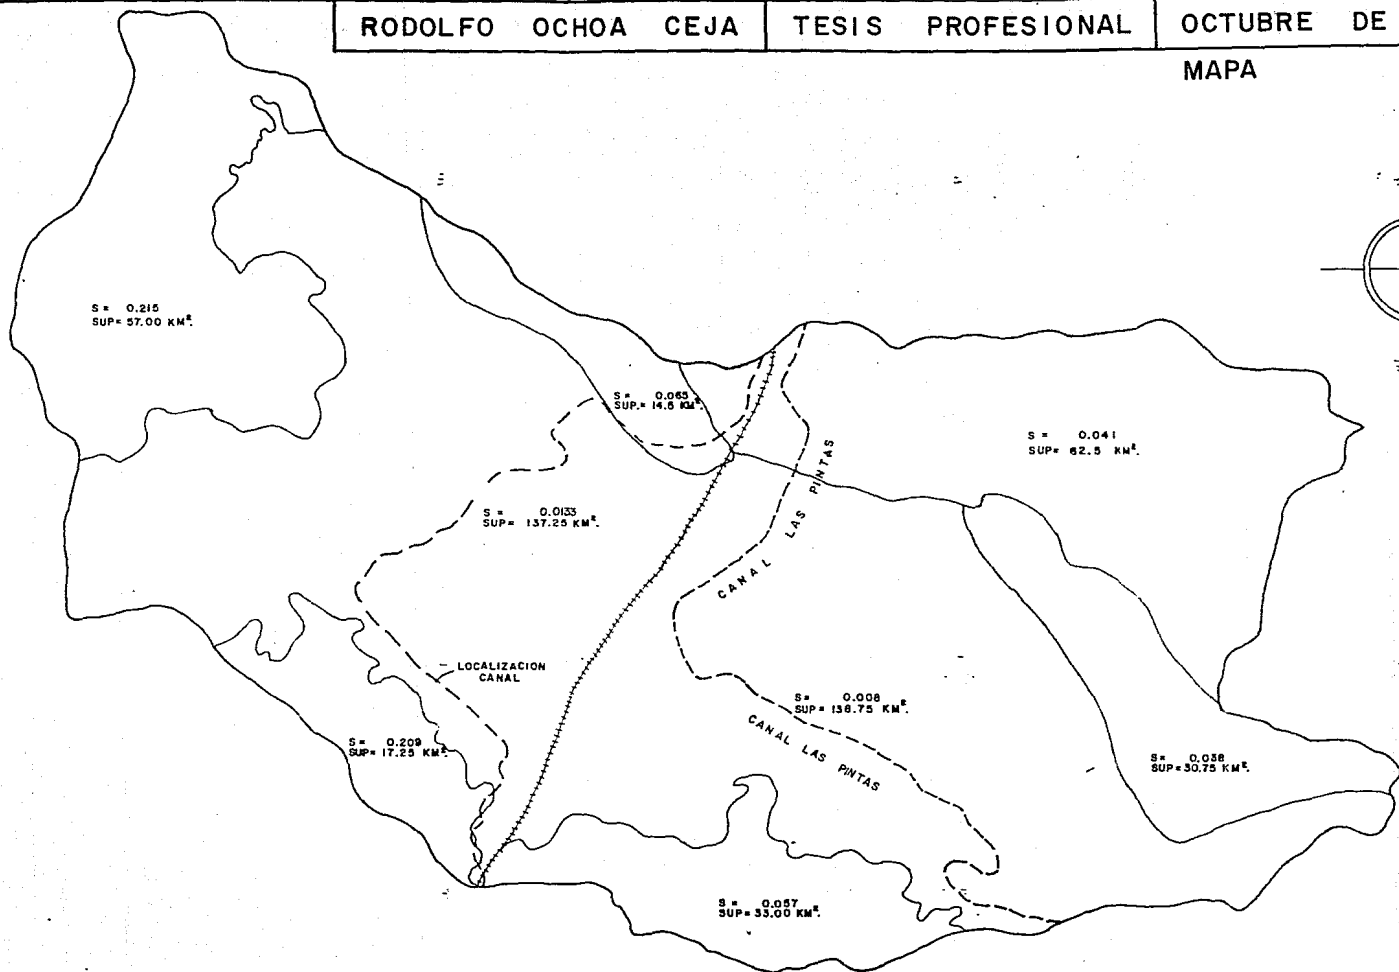 RODOLFO OCHOA CEJA
TESIS PROFESIONAL
OCTUBRE DE
MAPA
S = 0.215
SUP= 57.00 KM².
S = 0.065
SUP.= 14.5 KM².
S = 0.041
SUP= 62.5 KM².
S = 0.0133
SUP= 137.25 KM².
CANAL LAS PINTAS
LOCALIZACION
CANAL
S = 0.008
SUP= 138.75 KM².
CANAL LAS PINTAS
S = 0.209
SUP= 17.25 KM².
S = 0.038
SUP= 30.75 KM².
S = 0.057
SUP= 33.00 KM².